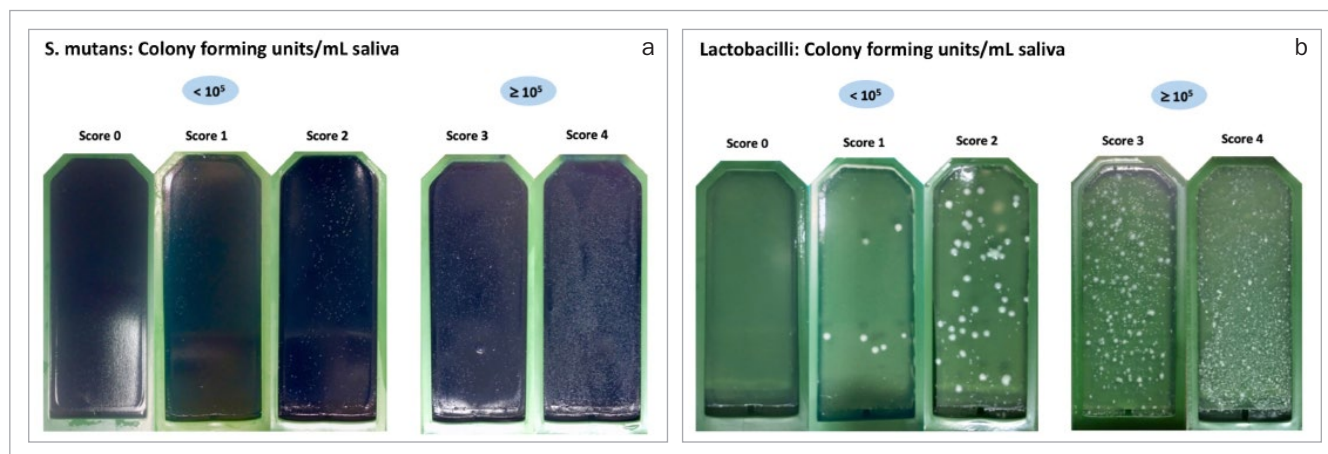 S. mutans: Colony forming units/mL saliva
a
< 10⁵
≥ 10⁵
Score 0
Score 1
Score 2
Score 3
Score 4
Lactobacilli: Colony forming units/mL saliva
b
< 10⁵
≥ 10⁵
Score 0
Score 1
Score 2
Score 3
Score 4